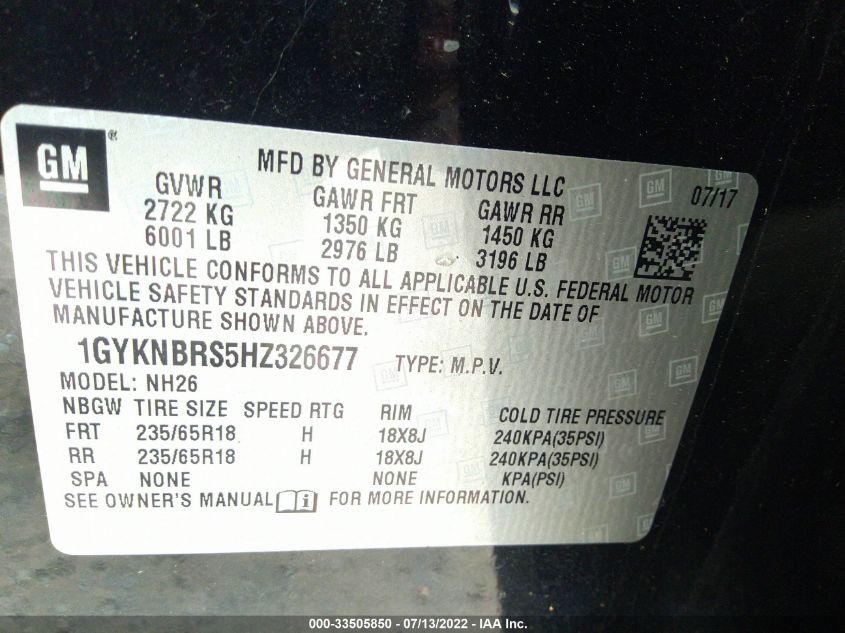 GM ®
MFD BY GENERAL MOTORS LLC
07/17
GVWR GAWR FRT GAWR RR
2722 KG 1350 KG 1450 KG
6001 LB 2976 LB 3196 LB
THIS VEHICLE CONFORMS TO ALL APPLICABLE U.S. FEDERAL MOTOR
VEHICLE SAFETY STANDARDS IN EFFECT ON THE DATE OF
MANUFACTURE SHOWN ABOVE.
1GYKNBRS5HZ326677 TYPE: M.P.V.
MODEL: NH26
NBGW TIRE SIZE SPEED RTG RIM COLD TIRE PRESSURE
FRT 235/65R18 H 18X8J 240KPA(35PSI)
RR 235/65R18 H 18X8J 240KPA(35PSI)
SPA NONE NONE KPA(PSI)
SEE OWNER'S MANUAL i FOR MORE INFORMATION.
000-33505850 - 07/13/2022 - IAA Inc.